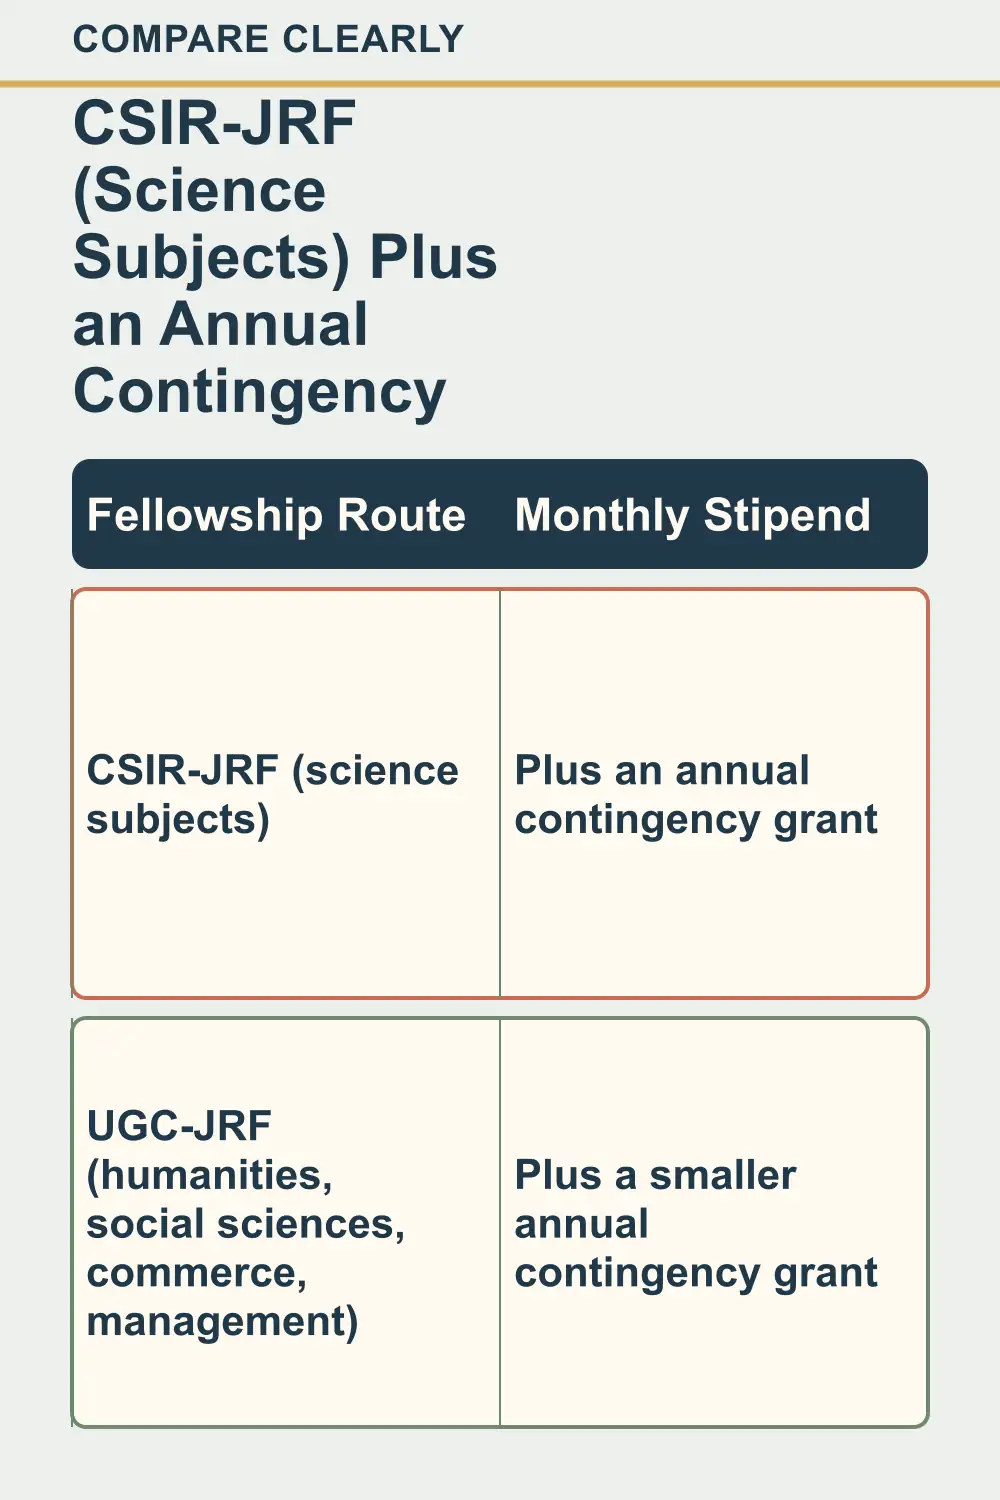 COMPARE CLEARLY
CSIR-JRF
(Science
Subjects) Plus
an Annual
Contingency
Fellowship Route
Monthly Stipend
CSIR-JRF (science
subjects)
Plus an annual
contingency grant
UGC-JRF
(humanities,
social sciences,
commerce,
management)
Plus a smaller
annual
contingency grant